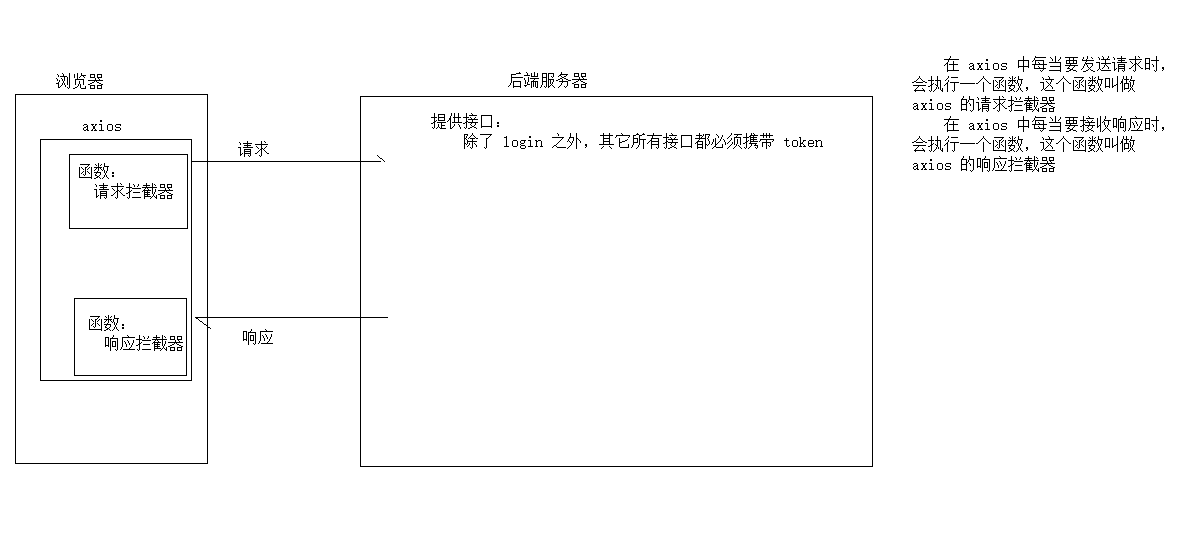 浏览器
axios
函数：
请求拦截器
函数：
响应拦截器
请求
响应
后端服务器
提供接口：
除了 login 之外，其它所有接口都必须携带 token
在 axios 中每当要发送请求时，
会执行一个函数，这个函数叫做
axios 的请求拦截器
在 axios 中每当要接收响应时，
会执行一个函数，这个函数叫做
axios 的响应拦截器